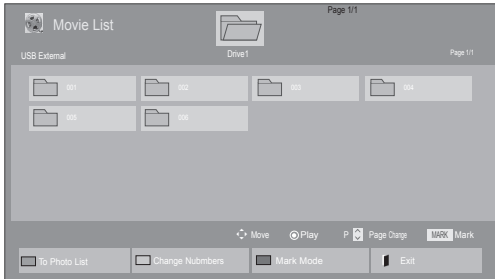 Page 1/1
Movie List
USB External
Drive1
Page 1/1
001
002
003
004
005
006
Move
Play
P
Page Change
MARK Mark
To Photo List
Change Nubmbers
Mark Mode
Exit